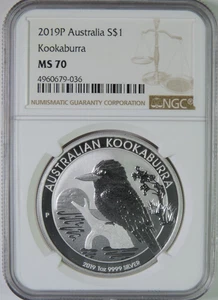 2019P Australia S$1
Kookaburra
MS 70
4960679-036
NUMISMATIC GUARANTY CORPORATION
NGC®
AUSTRALIAN KOOKABURRA
P
2019 1oz 9999 SILVER